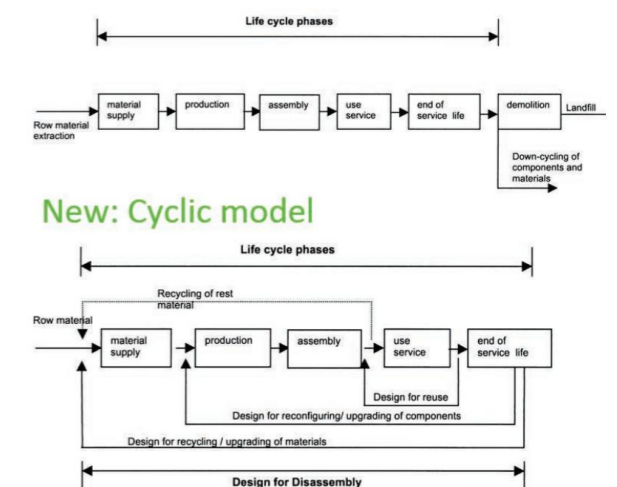 Life cycle phases
material
supply
production
assembly
use
service
end of
service life
demolition
Landfill
Row material
extraction
Down-cycling of
components and
materials
New: Cyclic model
Life cycle phases
Recycling of rest
material
Row material
material
supply
production
assembly
use
service
end of
service life
Design for reuse
Design for reconfiguring/ upgrading of components
Design for recycling / upgrading of materials
Design for Disassembly